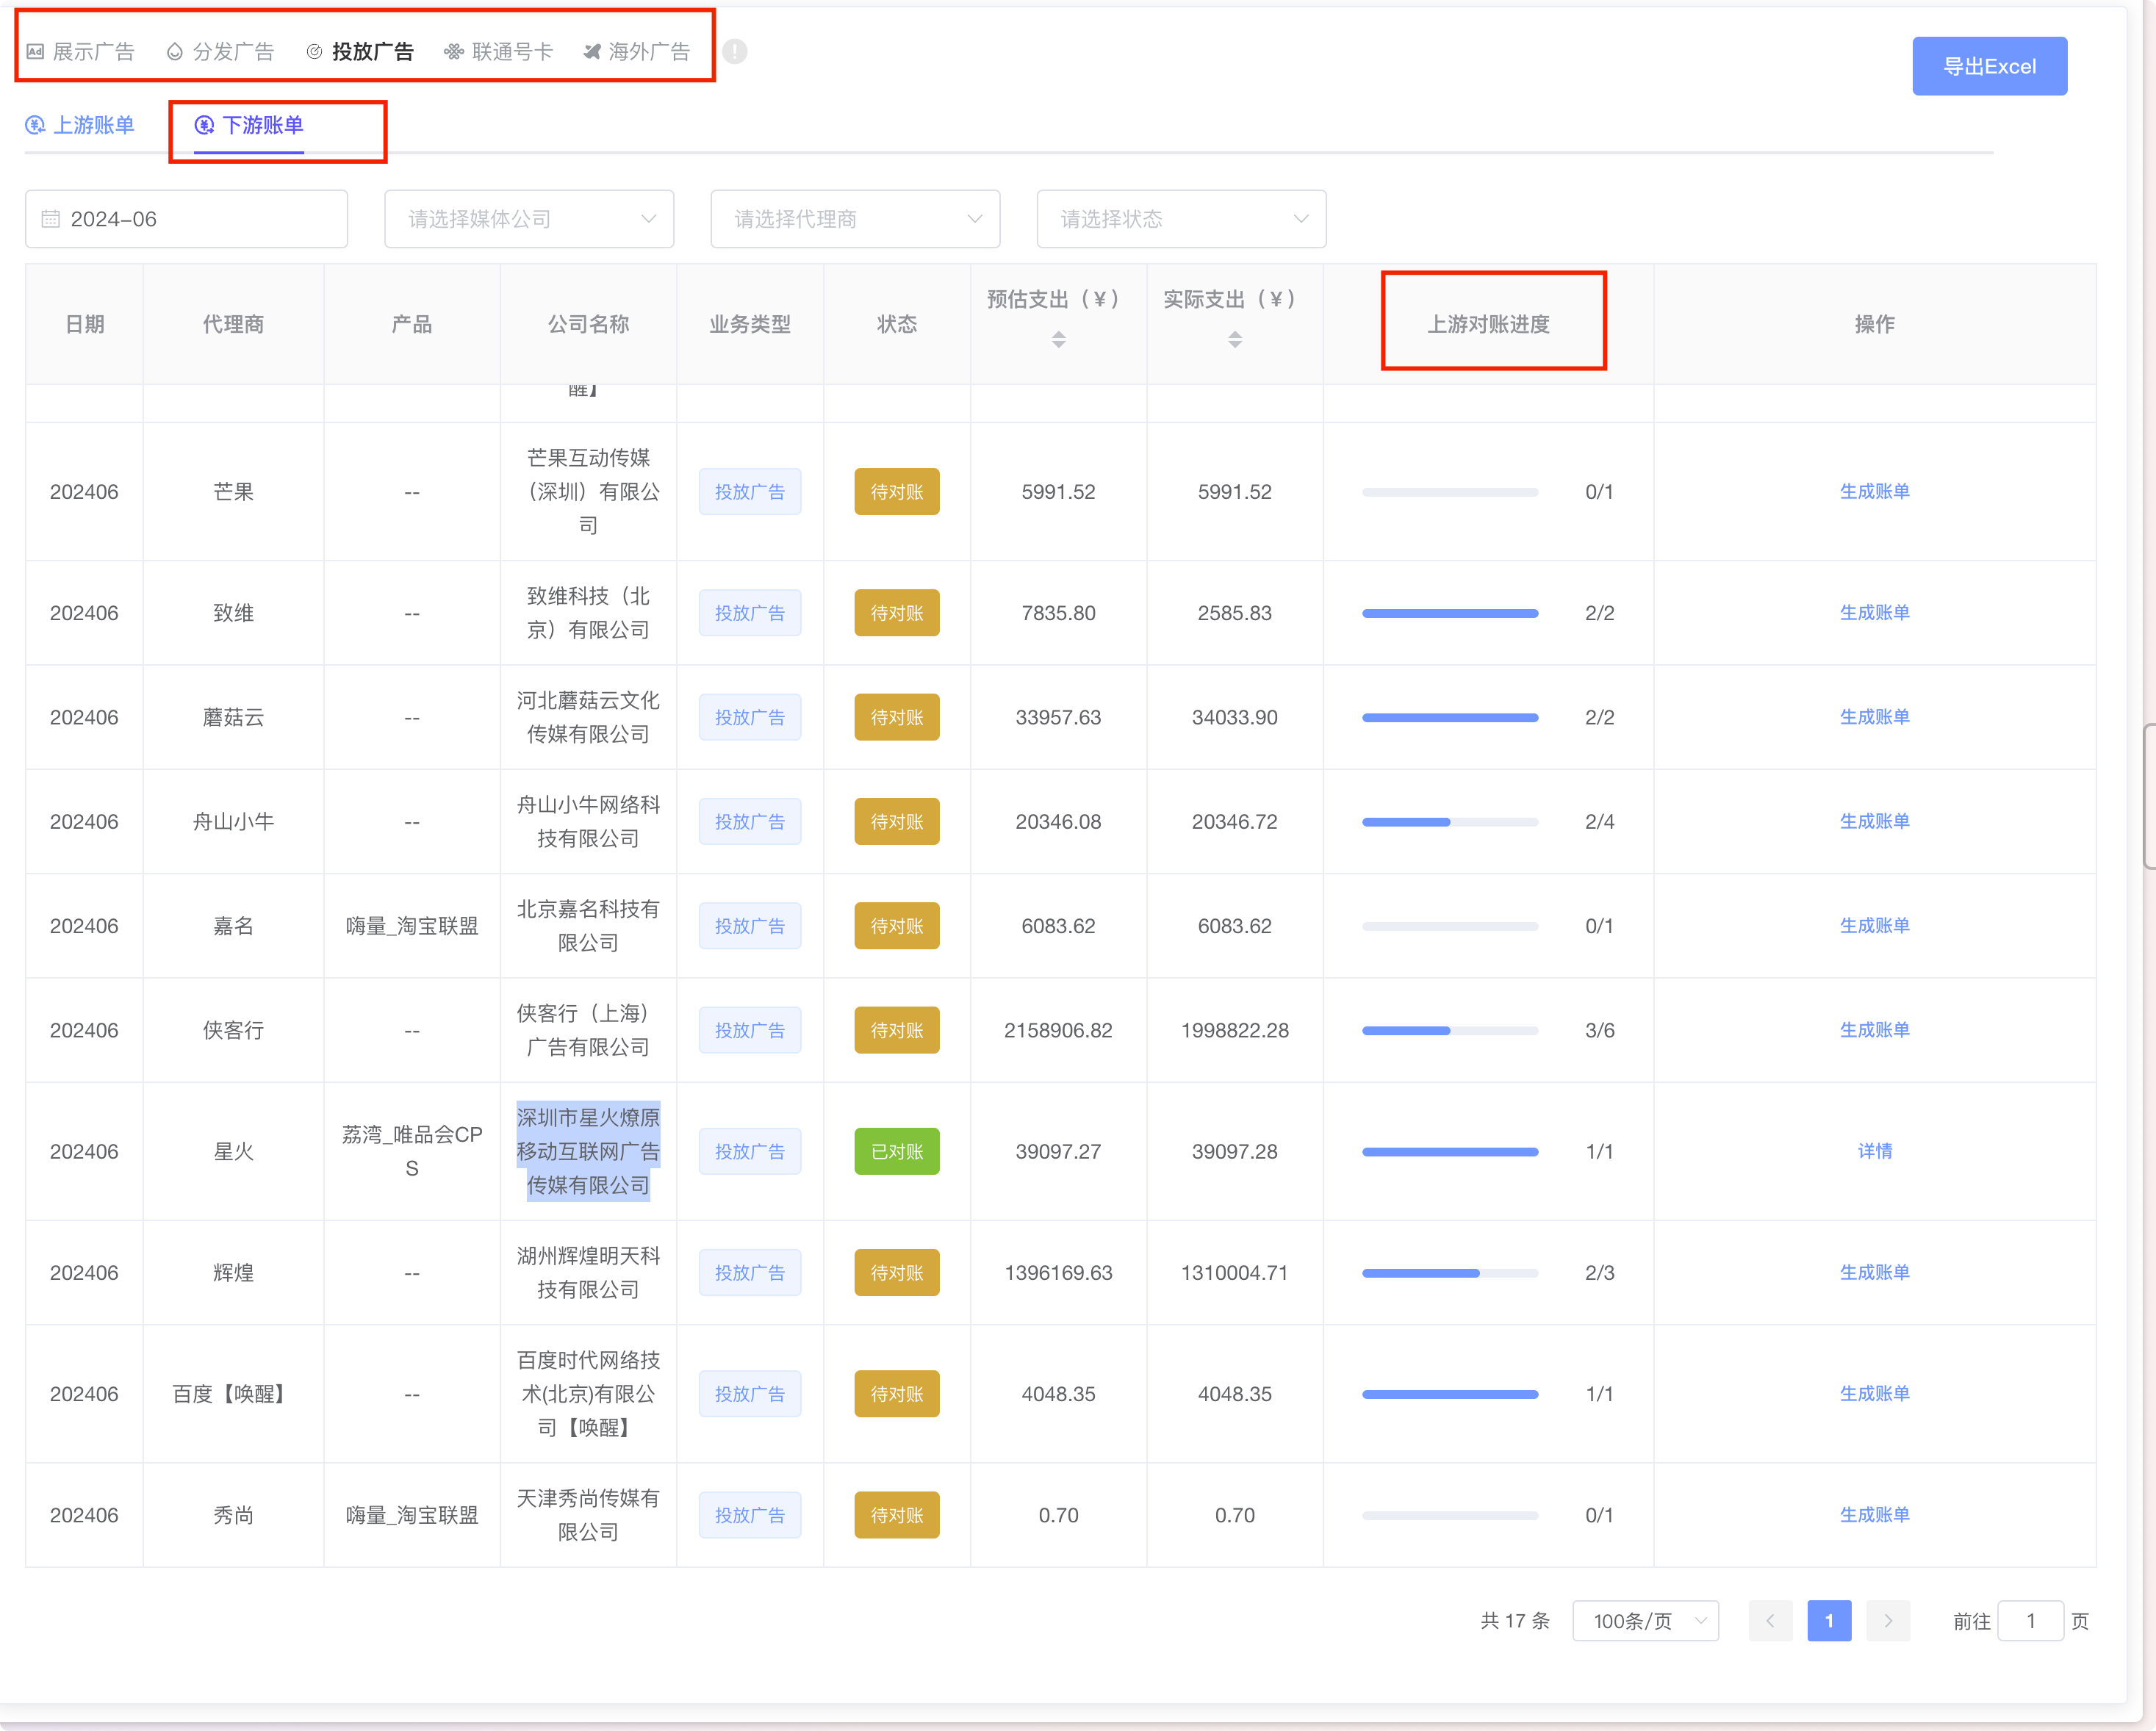 Ad 展示广告 分发广告 投放广告 联通号卡 海外广告 !
导出Excel
上游账单 下游账单
2024-06 请选择媒体公司 请选择代理商 请选择状态
日期 代理商 产品 公司名称 业务类型 状态 预估支出（¥） 实际支出（¥） 上游对账进度 操作
醒】
202406 芒果 -- 芒果互动传媒
（深圳）有限公
司 投放广告 待对账 5991.52 5991.52 0/1 生成账单
202406 致维 -- 致维科技（北
京）有限公司 投放广告 待对账 7835.80 2585.83 2/2 生成账单
202406 蘑菇云 -- 河北蘑菇云文化
传媒有限公司 投放广告 待对账 33957.63 34033.90 2/2 生成账单
202406 舟山小牛 -- 舟山小牛网络科
技有限公司 投放广告 待对账 20346.08 20346.72 2/4 生成账单
202406 嘉名 嗨量_淘宝联盟 北京嘉名科技有
限公司 投放广告 待对账 6083.62 6083.62 0/1 生成账单
202406 侠客行 -- 侠客行（上海）
广告有限公司 投放广告 待对账 2158906.82 1998822.28 3/6 生成账单
202406 星火 荔湾_唯品会CP
S 深圳市星火燎原
移动互联网广告
传媒有限公司 投放广告 已对账 39097.27 39097.28 1/1 详情
202406 辉煌 -- 湖州辉煌明天科
技有限公司 投放广告 待对账 1396169.63 1310004.71 2/3 生成账单
202406 百度【唤醒】 -- 百度时代网络技
术(北京)有限公
司【唤醒】 投放广告 待对账 4048.35 4048.35 1/1 生成账单
202406 秀尚 嗨量_淘宝联盟 天津秀尚传媒有
限公司 投放广告 待对账 0.70 0.70 0/1 生成账单
共 17 条 100条/页 1 前往 1 页